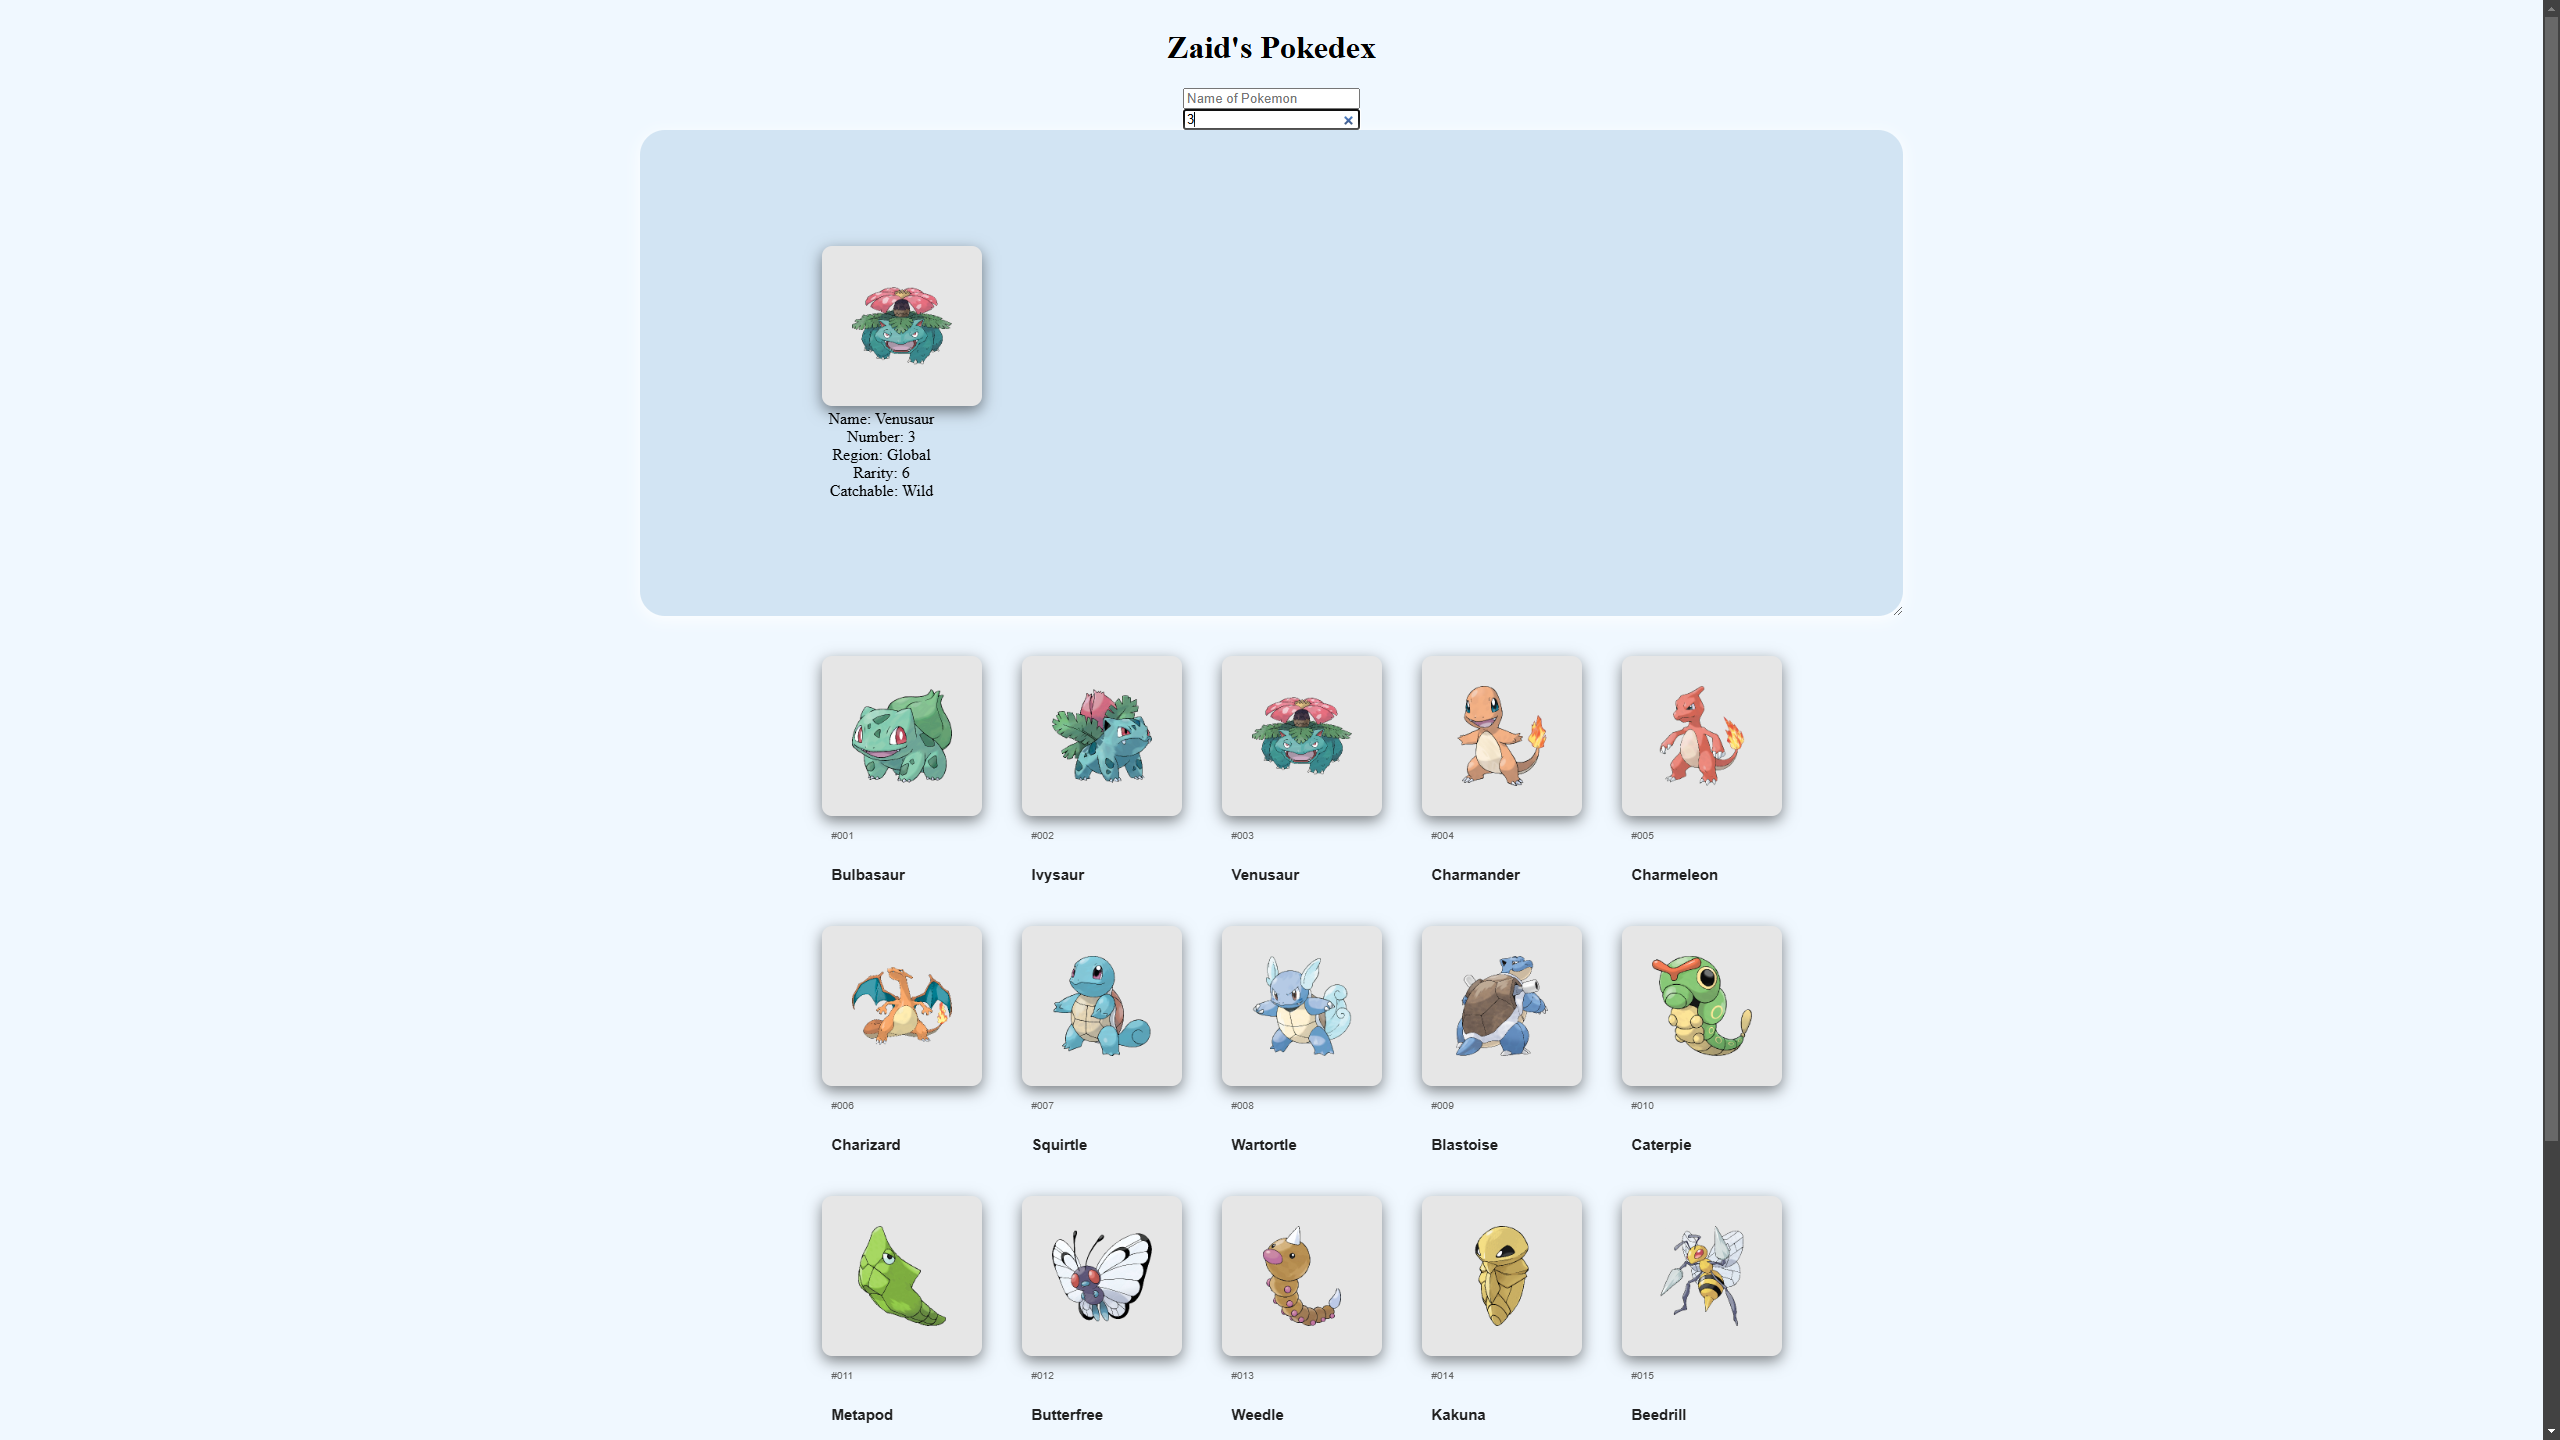 Zaid's Pokedex
Name of Pokemon
3
Name: Venusaur
Number: 3
Region: Global
Rarity: 6
Catchable: Wild
#001 #002 #003 #004 #005
Bulbasaur Ivysaur Venusaur Charmander Charmeleon
#006 #007 #008 #009 #010
Charizard Squirtle Wartortle Blastoise Caterpie
#011 #012 #013 #014 #015
Metapod Butterfree Weedle Kakuna Beedrill